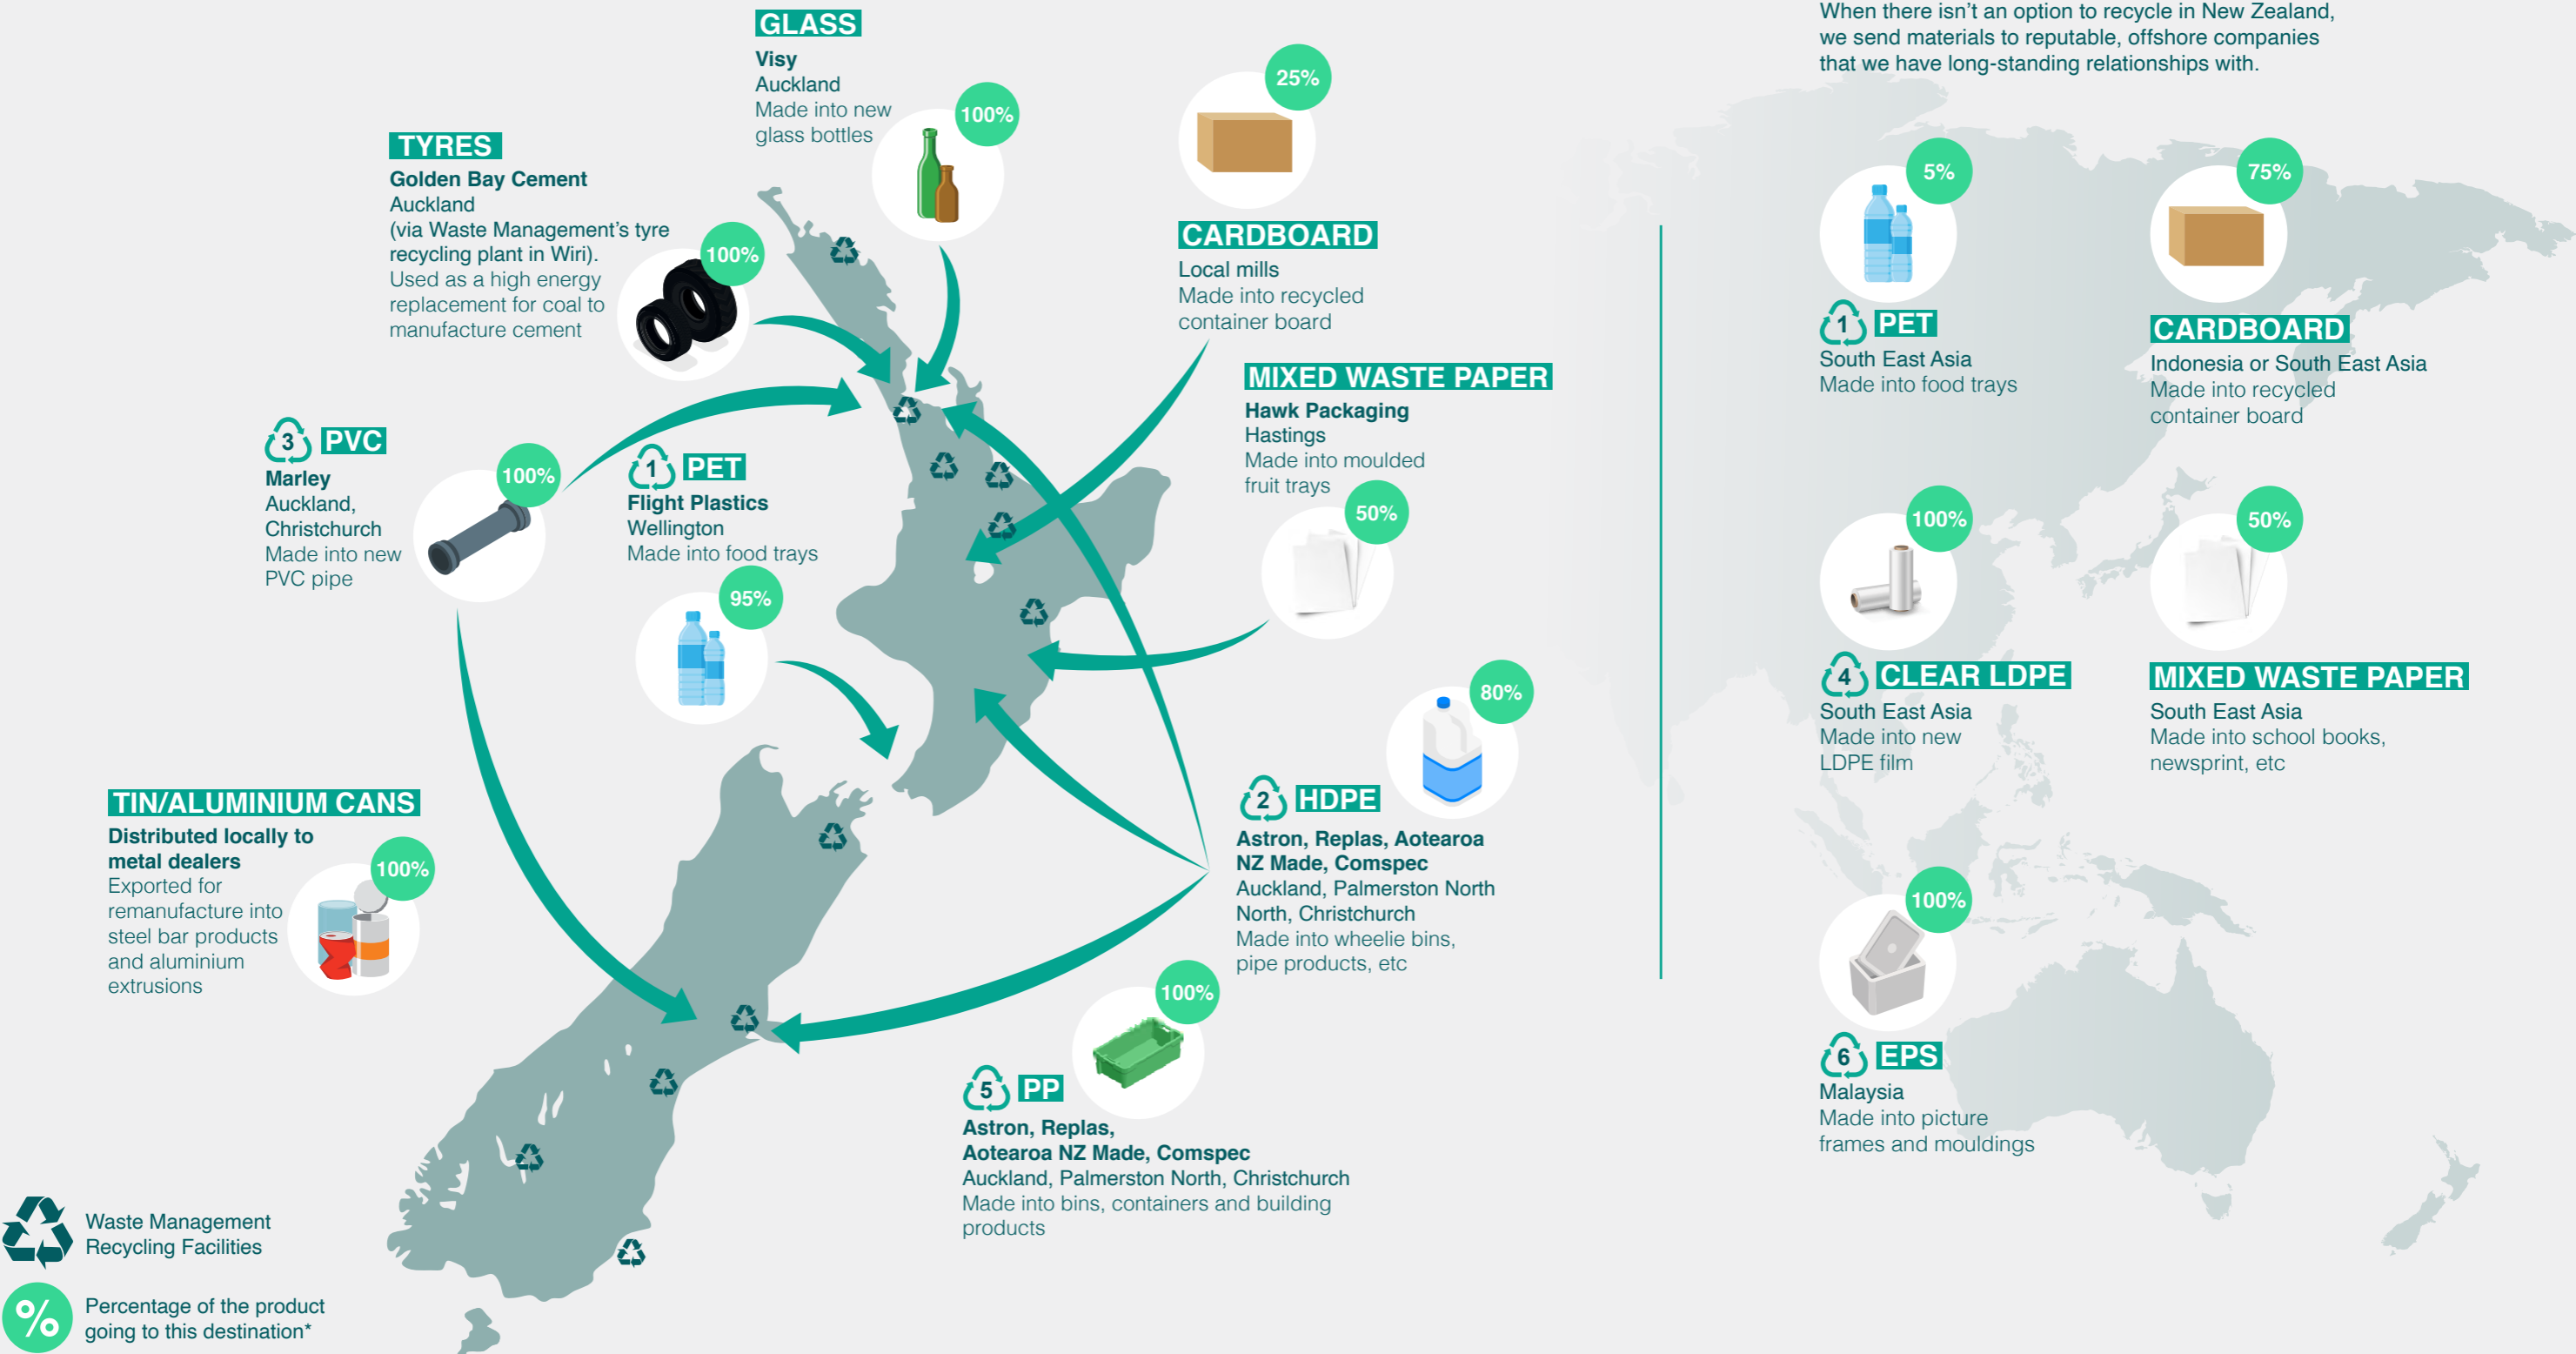 GLASS
Visy
Auckland
Made into new
glass bottles
100%
TYRES
Golden Bay Cement
Auckland
(via Waste Management's tyre
recycling plant in Wiri).
Used as a high energy
replacement for coal to
manufacture cement
100%
25%
CARDBOARD
Local mills
Made into recycled
container board
MIXED WASTE PAPER
Hawk Packaging
Hastings
Made into moulded
fruit trays
50%
3 PVC
Marley
Auckland,
Christchurch
Made into new
PVC pipe
100%
1 PET
Flight Plastics
Wellington
Made into food trays
95%
80%
2 HDPE
Astron, Replas, Aotearoa
NZ Made, Comspec
Auckland, Palmerston North
North, Christchurch
Made into wheelie bins,
pipe products, etc
TIN/ALUMINIUM CANS
Distributed locally to
metal dealers
Exported for
remanufacture into
steel bar products
and aluminium
extrusions
100%
100%
5 PP
Astron, Replas,
Aotearoa NZ Made, Comspec
Auckland, Palmerston North, Christchurch
Made into bins, containers and building
products
Waste Management
Recycling Facilities
%
Percentage of the product
going to this destination*
When there isn't an option to recycle in New Zealand,
we send materials to reputable, offshore companies
that we have long-standing relationships with.
5%
1 PET
South East Asia
Made into food trays
75%
CARDBOARD
Indonesia or South East Asia
Made into recycled
container board
100%
4 CLEAR LDPE
South East Asia
Made into new
LDPE film
50%
MIXED WASTE PAPER
South East Asia
Made into school books,
newsprint, etc
100%
6 EPS
Malaysia
Made into picture
frames and mouldings